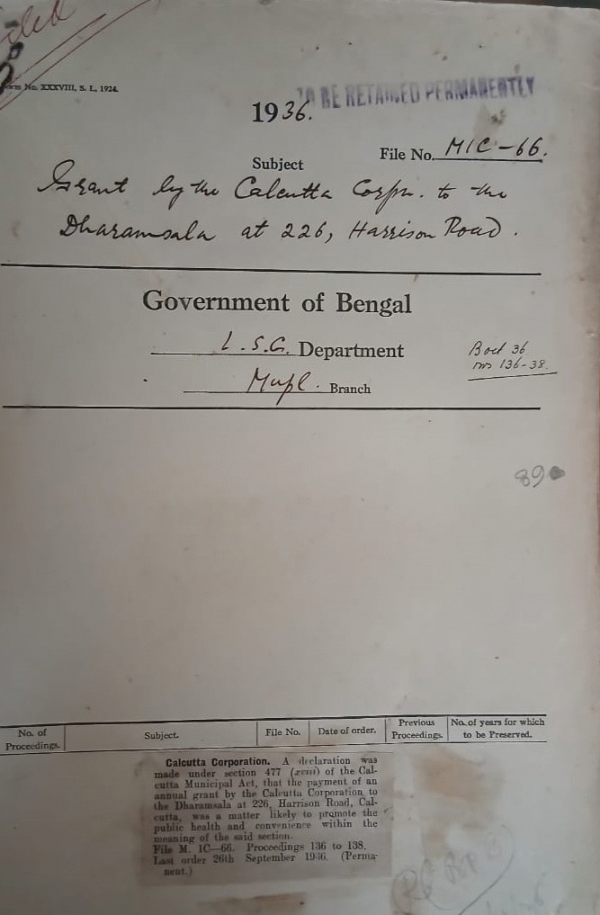 Filed
Form No. XXXVIII, S. L., 1924.
TO BE RETAINED PERMANENTLY
1936.
File No. M1C-66.
Subject
Grant by the Calcutta Corpn. to the
Dharamsala at 226, Harrison Road.
Government of Bengal
L.S.G. Department
Mupl. Branch
36
136-38.
89
No. of Proceedings. Subject. File No. Date of order. Previous Proceedings. No. of years for which to be Preserved.
Calcutta Corporation. A declaration was
made under section 477 (xviii) of the Cal-
cutta Municipal Act, that the payment of an
annual grant by the Calcutta Corporation to
the Dharamsala at 226, Harrison Road, Cal-
cutta, was a matter likely to promote the
public health and convenience within the
meaning of the said section.
File M. 1C—66. Proceedings 136 to 138.
Last order 26th September 1936. (Perma-
nent.)